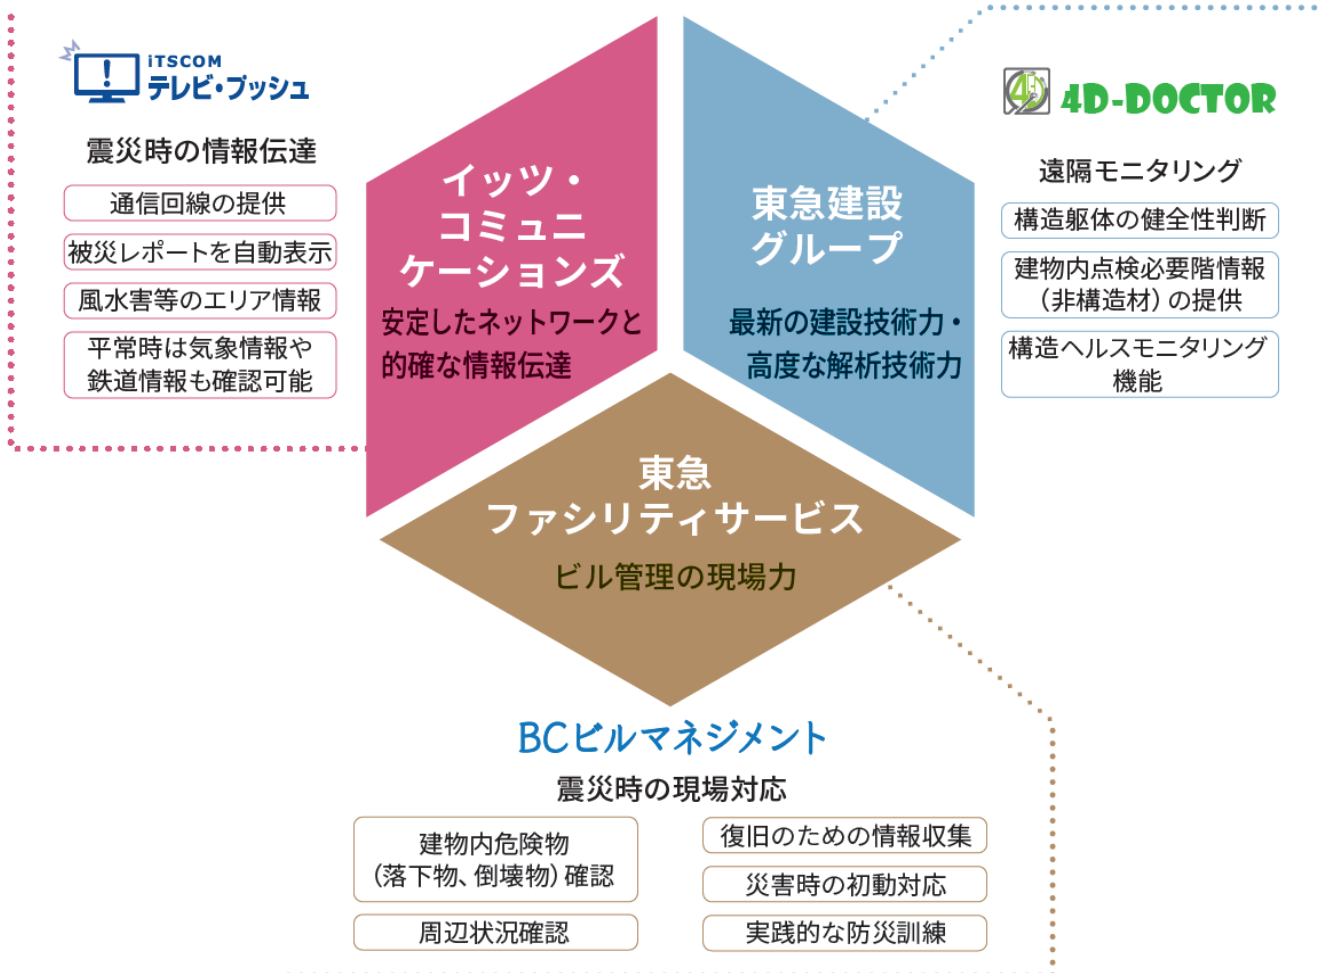 iTSCOM
テレビ・プッシュ
震災時の情報伝達
通信回線の提供
被災レポートを自動表示
風水害等のエリア情報
平常時は気象情報や
鉄道情報も確認可能
イッツ・
コミュニ
ケーションズ
安定したネットワークと
的確な情報伝達
東急建設
グループ
最新の建設技術力・
高度な解析技術力
4D-DOCTOR
遠隔モニタリング
構造躯体の健全性判断
建物内点検必要階情報
（非構造材）の提供
構造ヘルスモニタリング
機能
東急
ファシリティサービス
ビル管理の現場力
BCビルマネジメント
震災時の現場対応
建物内危険物
（落下物、倒壊物）確認
周辺状況確認
復旧のための情報収集
災害時の初動対応
実践的な防災訓練